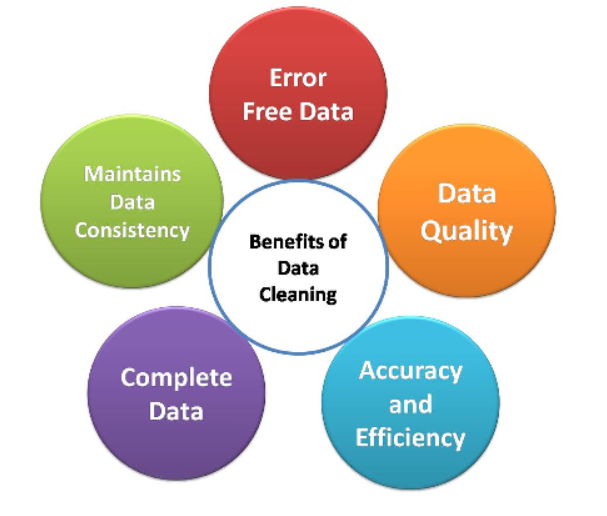 Error
Free Data
Data
Quality
Accuracy
and
Efficiency
Complete
Data
Maintains
Data
Consistency
Benefits of
Data
Cleaning